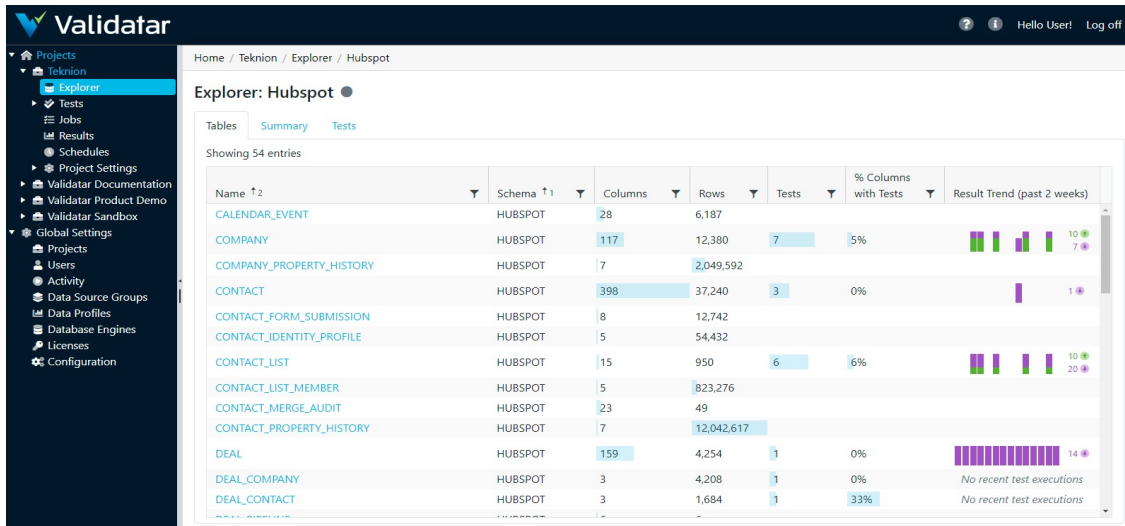 Validatar
Hello User! Log off
Projects
Teknion
Explorer
Tests
Jobs
Results
Schedules
Project Settings
Validatar Documentation
Validatar Product Demo
Validatar Sandbox
Global Settings
Projects
Users
Activity
Data Source Groups
Data Profiles
Database Engines
Licenses
Configuration
Home / Teknion / Explorer / Hubspot
Explorer: Hubspot
Tables Summary Tests
Showing 54 entries
Name 2 Schema 1 Columns Rows Tests % Columns with Tests Result Trend (past 2 weeks)
CALENDAR_EVENT HUBSPOT 28 6,187
COMPANY HUBSPOT 117 12,380 7 5% 10 7
COMPANY_PROPERTY_HISTORY HUBSPOT 7 2,049,592
CONTACT HUBSPOT 398 37,240 3 0% 1
CONTACT_FORM_SUBMISSION HUBSPOT 8 12,742
CONTACT_IDENTITY_PROFILE HUBSPOT 5 54,432
CONTACT_LIST HUBSPOT 15 950 6 6% 10 20
CONTACT_LIST_MEMBER HUBSPOT 5 823,276
CONTACT_MERGE_AUDIT HUBSPOT 23 49
CONTACT_PROPERTY_HISTORY HUBSPOT 7 12,042,617
DEAL HUBSPOT 159 4,254 1 0% 14
DEAL_COMPANY HUBSPOT 3 4,208 1 0% No recent test executions
DEAL_CONTACT HUBSPOT 3 1,684 1 33% No recent test executions